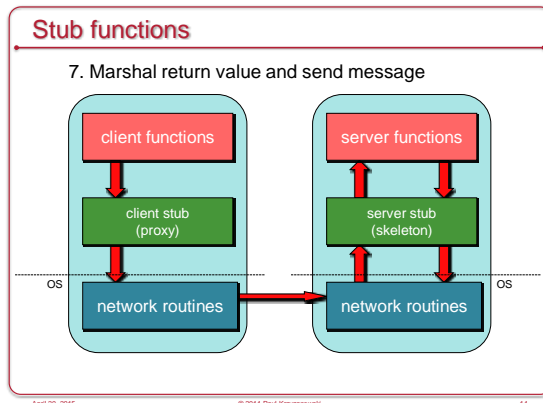 Stub functions
7. Marshal return value and send message
client functions
server functions
client stub
(proxy)
server stub
(skeleton)
OS
OS
network routines
network routines